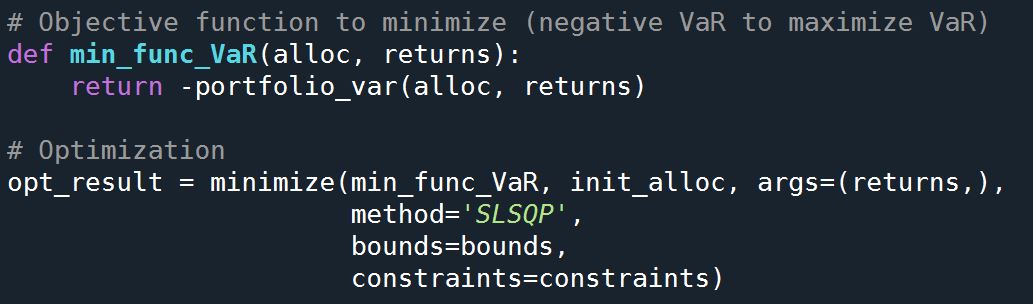 # Objective function to minimize (negative VaR to maximize VaR)
def min_func_VaR(alloc, returns):
    return -portfolio_var(alloc, returns)

# Optimization
opt_result = minimize(min_func_VaR, init_alloc, args=(returns,),
                      method='SLSQP',
                      bounds=bounds,
                      constraints=constraints)